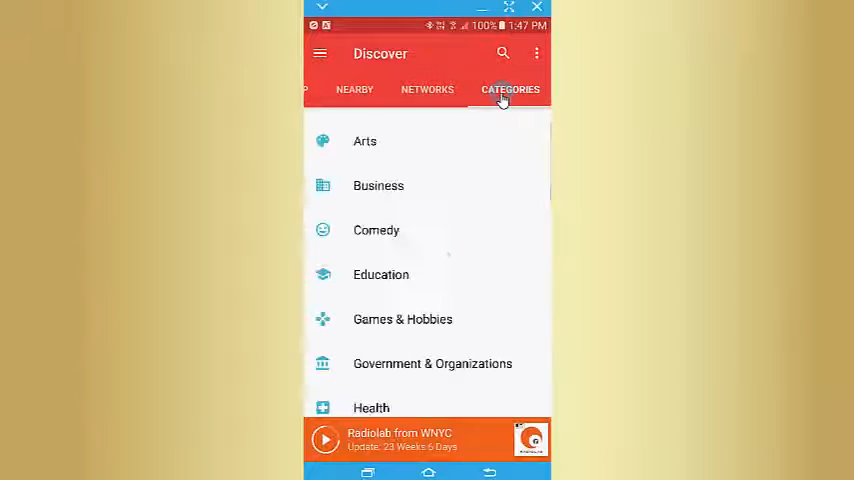 100% 1:47 PM
Discover
P NEARBY NETWORKS CATEGORIES
Arts
Business
Comedy
Education
Games & Hobbies
Government & Organizations
Health
Radiolab from WNYC
Update: 23 Weeks 6 Days